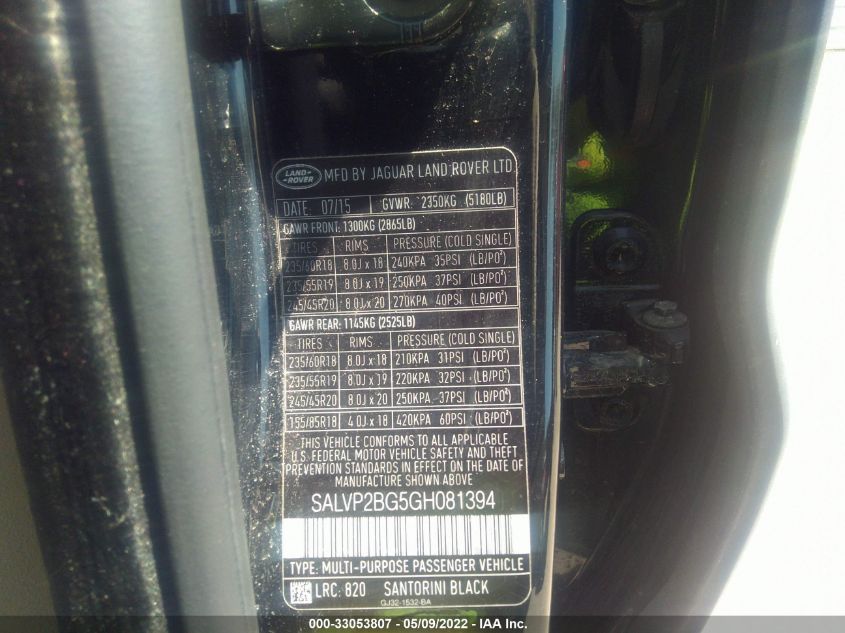 LAND-
ROVER
MFD BY JAGUAR LAND ROVER LTD
DATE: 07/15 GVWR: 2350KG (5180LB)
GAWR FRONT: 1300KG (2865LB)
TIRES RIMS PRESSURE (COLD SINGLE)
235/60R18 8.0J x 18 240KPA 35PSI (LB/PO²)
235/55R19 8.0J x 19 250KPA 37PSI (LB/PO²)
245/45R20 8.0J x 20 270KPA 40PSI (LB/PO²)
GAWR REAR: 1145KG (2525LB)
TIRES RIMS PRESSURE (COLD SINGLE)
235/60R18 8.0J x 18 210KPA 31PSI (LB/PO²)
235/55R19 8.0J x 19 220KPA 32PSI (LB/PO²)
245/45R20 8.0J x 20 250KPA 37PSI (LB/PO²)
155/85R18 4.0J x 18 420KPA 60PSI (LB/PO²)
THIS VEHICLE CONFORMS TO ALL APPLICABLE
U.S. FEDERAL MOTOR VEHICLE SAFETY AND THEFT
PREVENTION STANDARDS IN EFFECT ON THE DATE OF
MANUFACTURE SHOWN ABOVE
SALVP2BG5GH081394
TYPE: MULTI-PURPOSE PASSENGER VEHICLE
LRC: 820 SANTORINI BLACK
GJ32-1532-BA
000-33053807 - 05/09/2022 - IAA Inc.